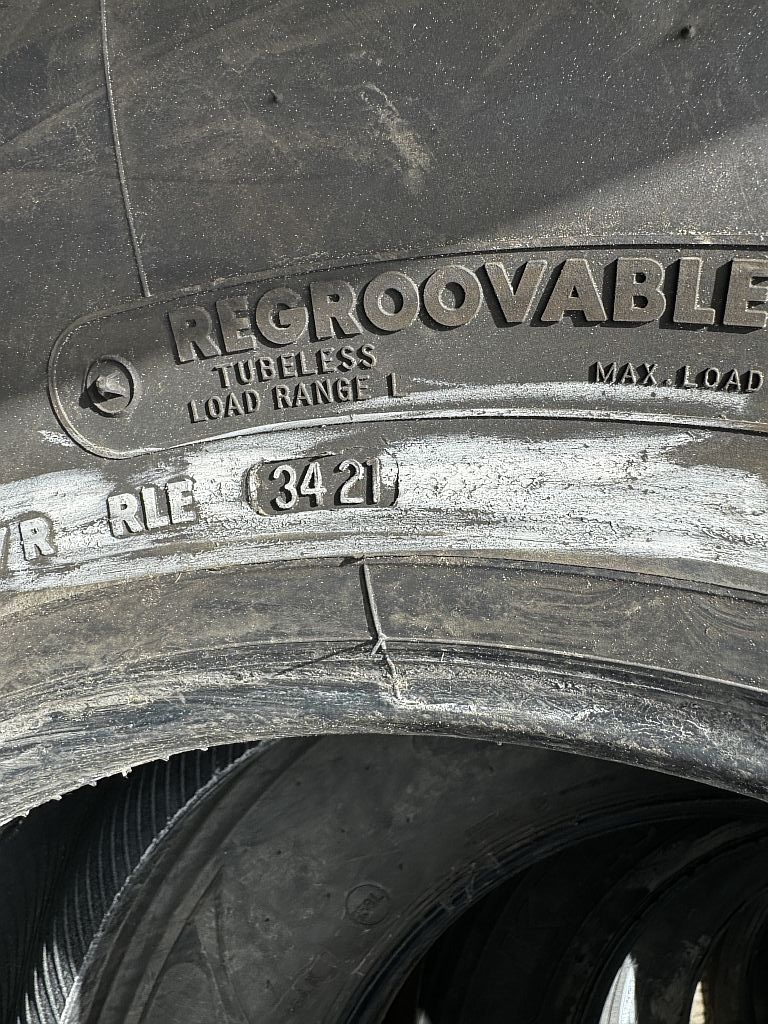 REGROOVABLE
TUBELESS
LOAD RANGE L
MAX. LOAD
/R RLE 3421